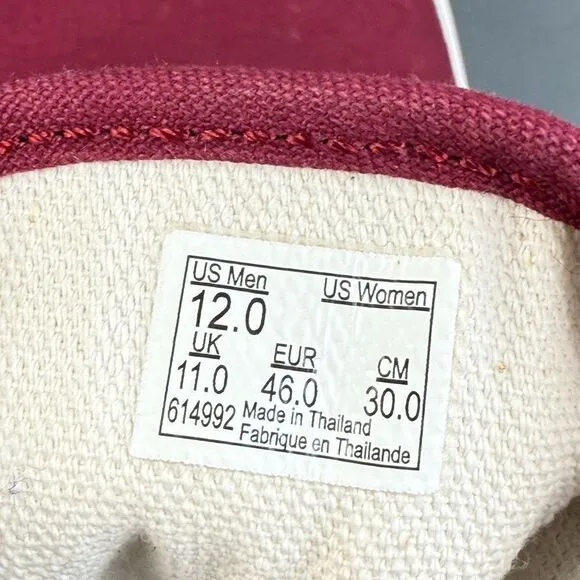 US Men US Women
12.0
UK EUR CM
11.0 46.0 30.0
614992 Made in Thailand
Fabrique en Thailande